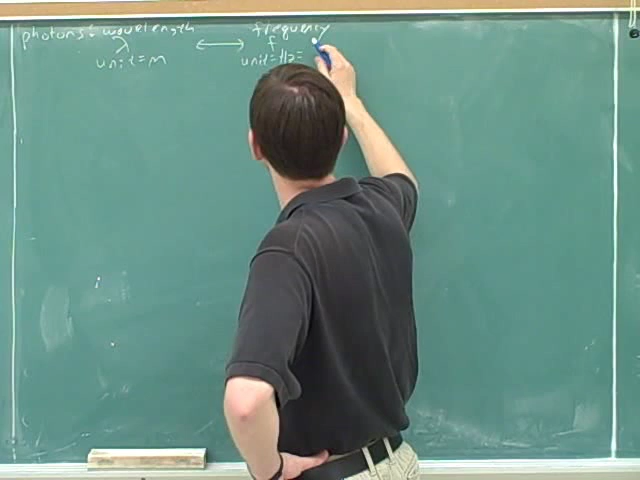 photons: wavelength frequency
λ ⟷ f
unit=m unit=Hz=